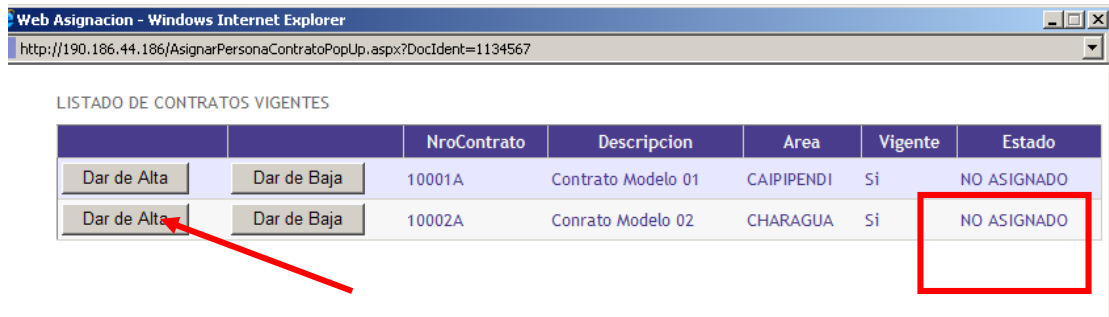 Web Asignacion - Windows Internet Explorer
http://190.186.44.186/AsignarPersonaContratoPopUp.aspx?DocIdent=1134567
LISTADO DE CONTRATOS VIGENTES
NroContrato Descripcion Area Vigente Estado
Dar de Alta Dar de Baja 10001A Contrato Modelo 01 CAIPIPENDI Si NO ASIGNADO
Dar de Alta Dar de Baja 10002A Conrato Modelo 02 CHARAGUA Si NO ASIGNADO